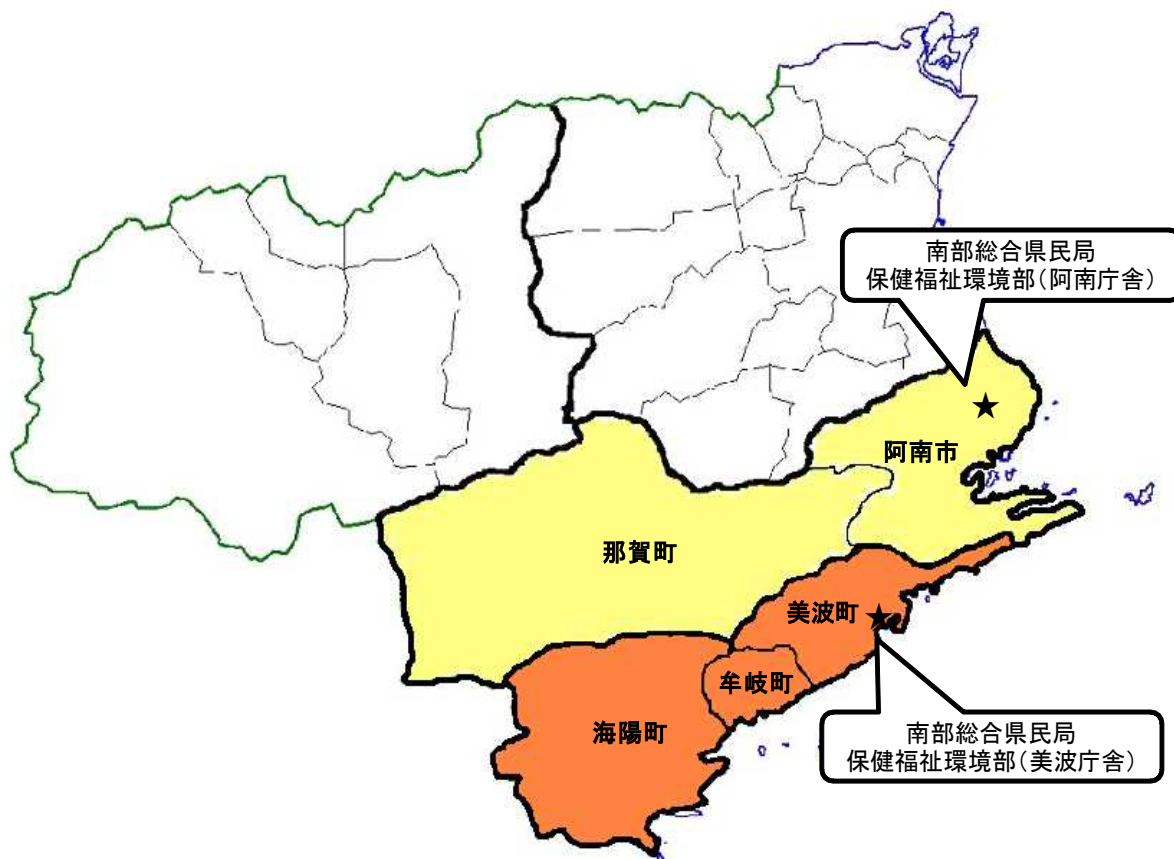 南部総合県民局
保健福祉環境部(阿南庁舎)
阿南市
那賀町
美波町
牟岐町
海陽町
南部総合県民局
保健福祉環境部(美波庁舎)